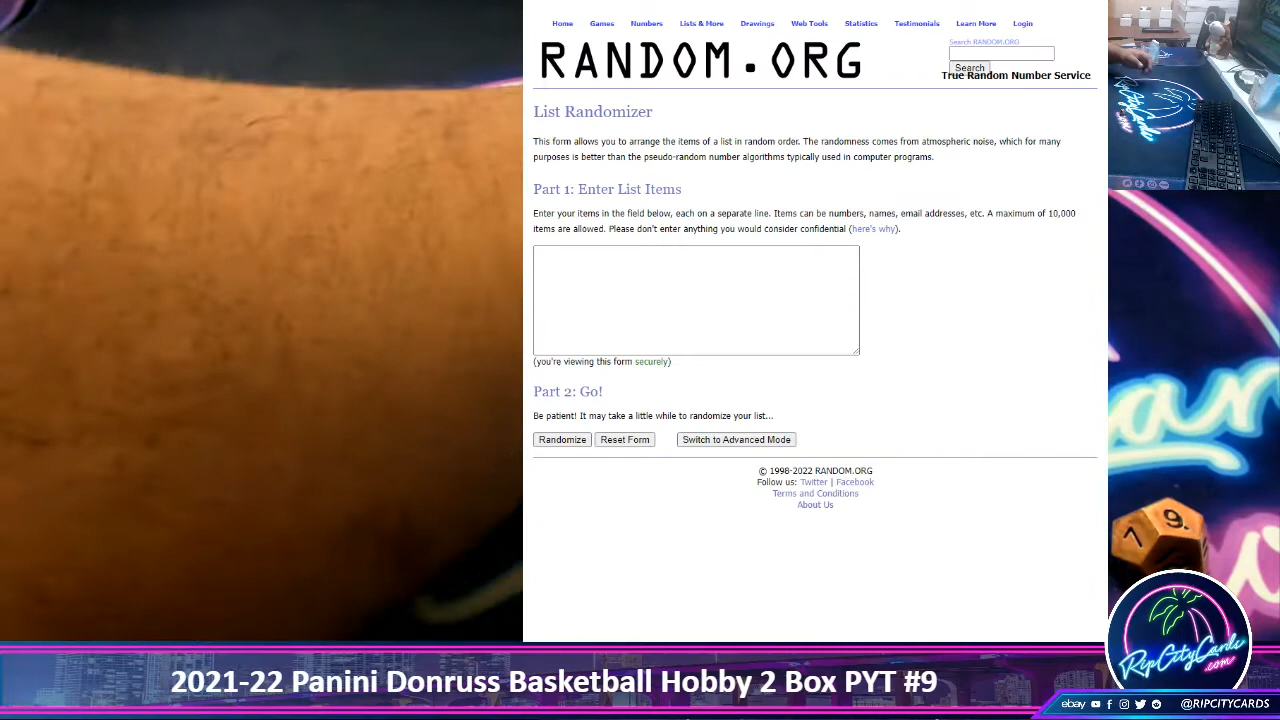 Home Games Numbers Lists & More Drawings Web Tools Statistics Testimonials Learn More Login
RANDOM.ORG
Search RANDOM.ORG
Search
True Random Number Service
List Randomizer
This form allows you to arrange the items of a list in random order. The randomness comes from atmospheric noise, which for many
purposes is better than the pseudo-random number algorithms typically used in computer programs.
Part 1: Enter List Items
Enter your items in the field below, each on a separate line. Items can be numbers, names, email addresses, etc. A maximum of 10,000
items are allowed. Please don't enter anything you would consider confidential (here's why).
(you're viewing this form securely)
Part 2: Go!
Be patient! It may take a little while to randomize your list...
Randomize Reset Form Switch to Advanced Mode
© 1998-2022 RANDOM.ORG
Follow us: Twitter | Facebook
Terms and Conditions
About Us
7 9.
RipCityCards
.com
2021-22 Panini Donruss Basketball Hobby 2 Box PYT #9
ebay @RIPCITYCARDS